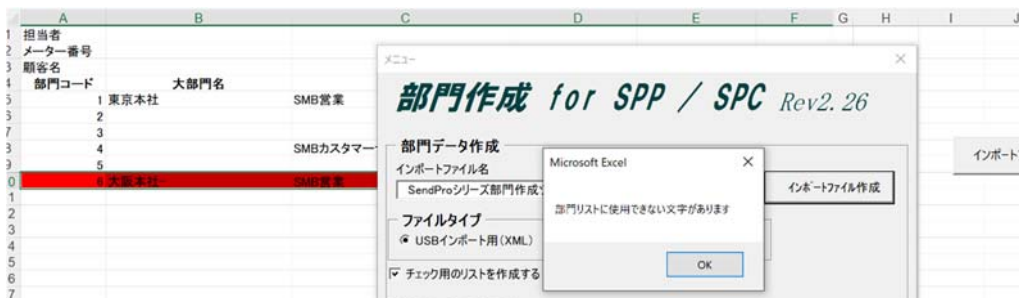 A B C D E F G H I J
1 担当者
2 メーター番号
3 顧客名
4 部門コード 大部門名
5 1 東京本社 SMB営業
6 2
7 3
8 4 SMBカスタマー
9 5
0 6 大阪本社 SMB営業
1
2
3
4
5
6
7
メニュー
部門作成 for SPP / SPC Rev2.26
部門データ作成
インポートファイル名
SendProシリーズ部門作成
インポートファイル作成
ファイルタイプ
USBインポート用(XML)
チェック用のリストを作成する
Microsoft Excel
部門リストに使用できない文字があります
OK
インポート